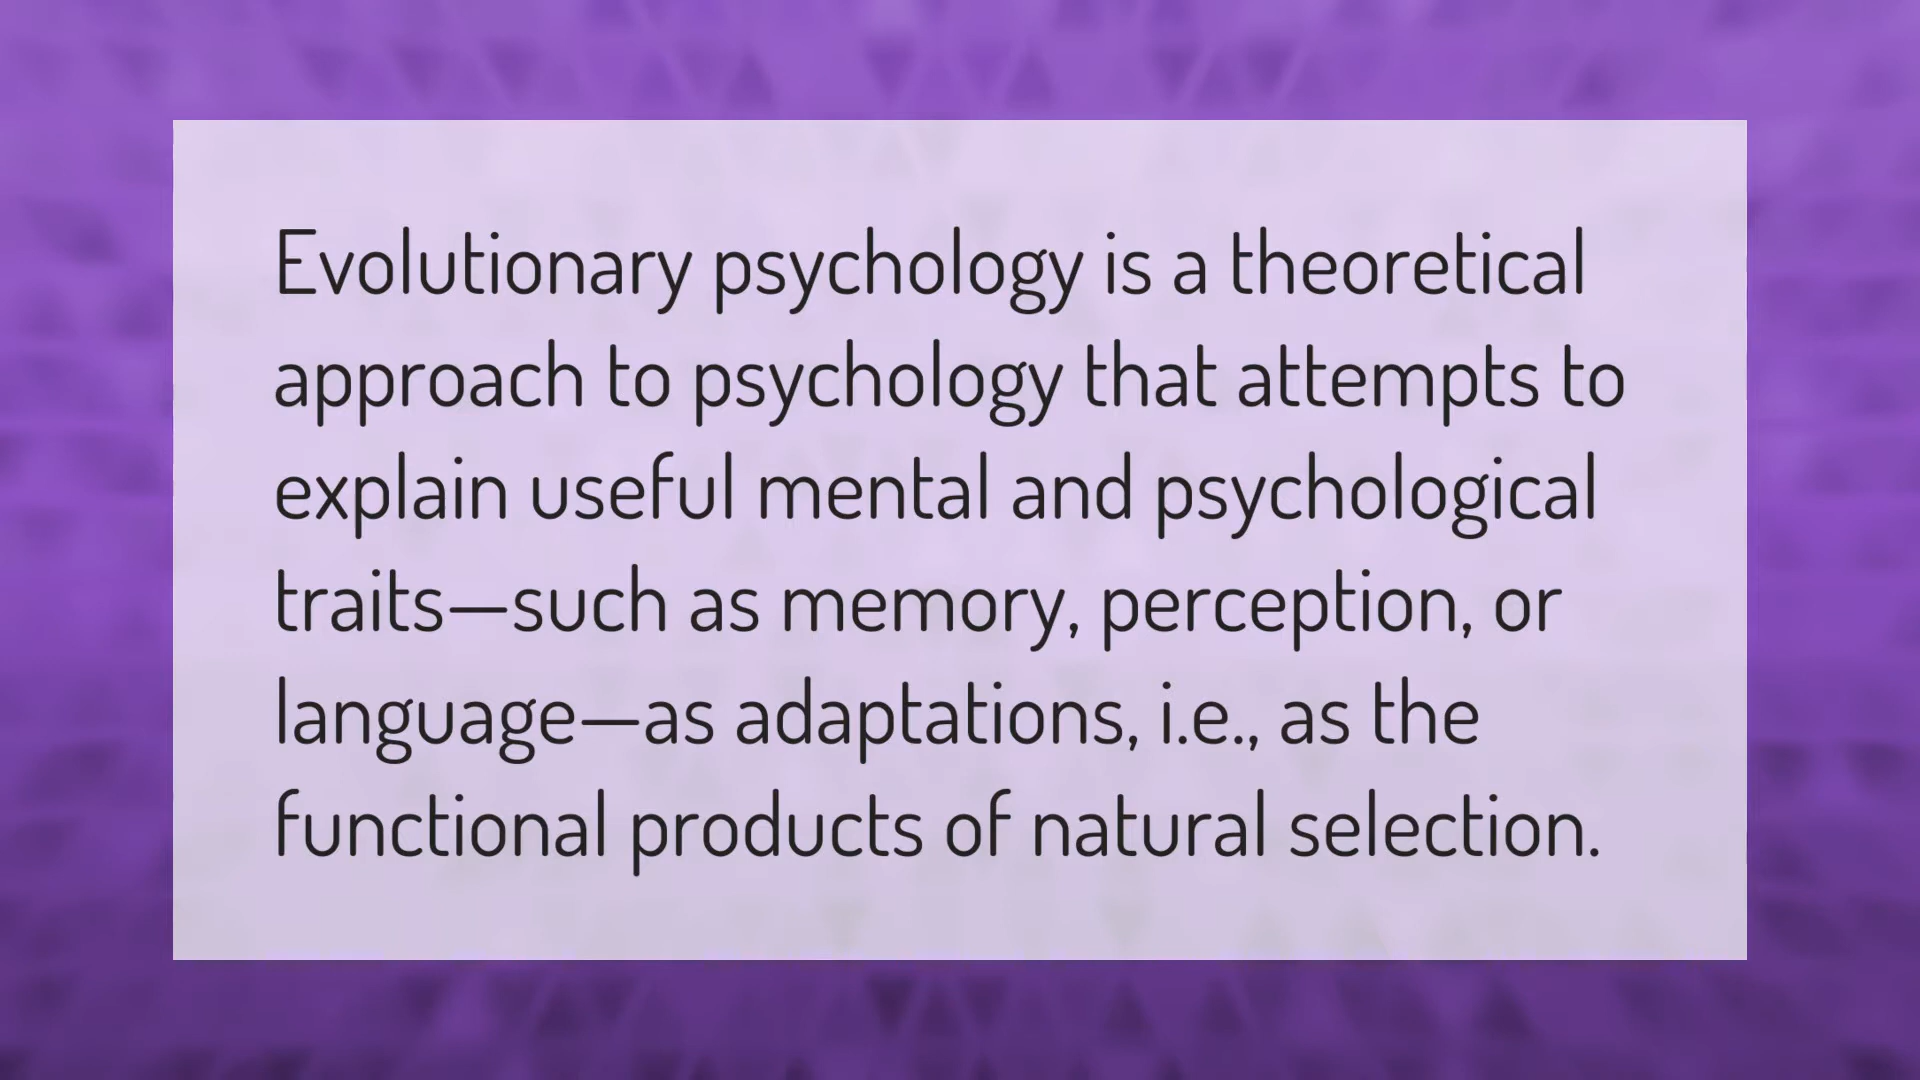 Evolutionary psychology is a theoretical
approach to psychology that attempts to
explain useful mental and psychological
traits—such as memory, perception, or
language—as adaptations, i.e., as the
functional products of natural selection.